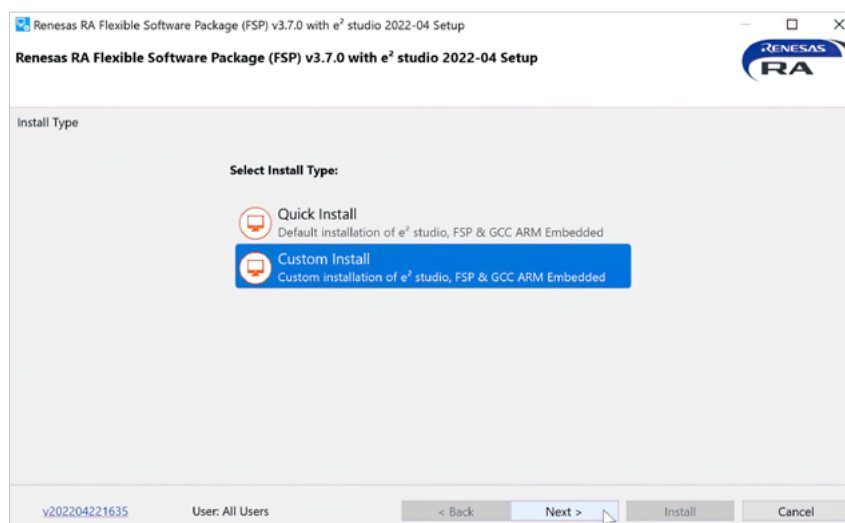 Renesas RA Flexible Software Package (FSP) v3.7.0 with e² studio 2022-04 Setup
Renesas RA Flexible Software Package (FSP) v3.7.0 with e² studio 2022-04 Setup
RENESAS
RA
Install Type
Select Install Type:
Quick Install
Default installation of e² studio, FSP & GCC ARM Embedded
Custom Install
Custom installation of e² studio, FSP & GCC ARM Embedded
v202204221635 User: All Users < Back Next > Install Cancel